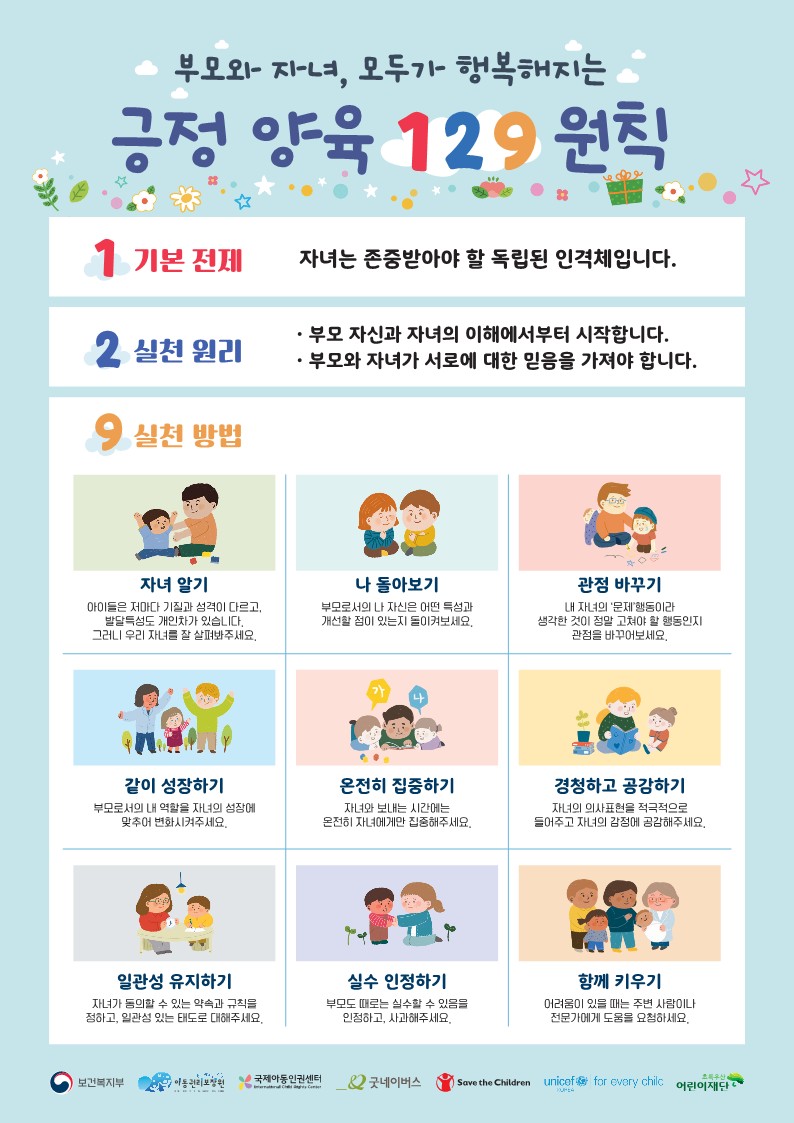 부모와 자녀, 모두가 행복해지는
긍정 양육 129 원칙
1 기본 전제
자녀는 존중받아야 할 독립된 인격체입니다.
2 실천 원리
· 부모 자신과 자녀의 이해에서부터 시작합니다.
· 부모와 자녀가 서로에 대한 믿음을 가져야 합니다.
9 실천 방법
자녀 알기
아이들은 저마다 기질과 성격이 다르고,
발달특성도 개인차가 있습니다.
그러니 우리 자녀를 잘 살펴봐주세요.
나 돌아보기
부모로서의 나 자신은 어떤 특성과
개선할 점이 있는지 돌이켜보세요.
관점 바꾸기
내 자녀의 '문제'행동이라
생각한 것이 정말 고쳐야 할 행동인지
관점을 바꾸어보세요.
같이 성장하기
부모로서의 내 역할을 자녀의 성장에
맞추어 변화시켜주세요.
가
나
온전히 집중하기
자녀와 보내는 시간에는
온전히 자녀에게만 집중해주세요.
경청하고 공감하기
자녀의 의사표현을 적극적으로
들어주고 자녀의 감정에 공감해주세요.
일관성 유지하기
자녀가 동의할 수 있는 약속과 규칙을
정하고, 일관성 있는 태도로 대해주세요.
실수 인정하기
부모도 때로는 실수할 수 있음을
인정하고, 사과해주세요.
함께 키우기
어려움이 있을 때는 주변 사람이나
전문가에게 도움을 요청하세요.
보건복지부
아동권리보장원
국제아동인권센터
International Child Rights Center
굿네이버스
Save the Children
unicef for every child
KOREA
초록우산
어린이재단